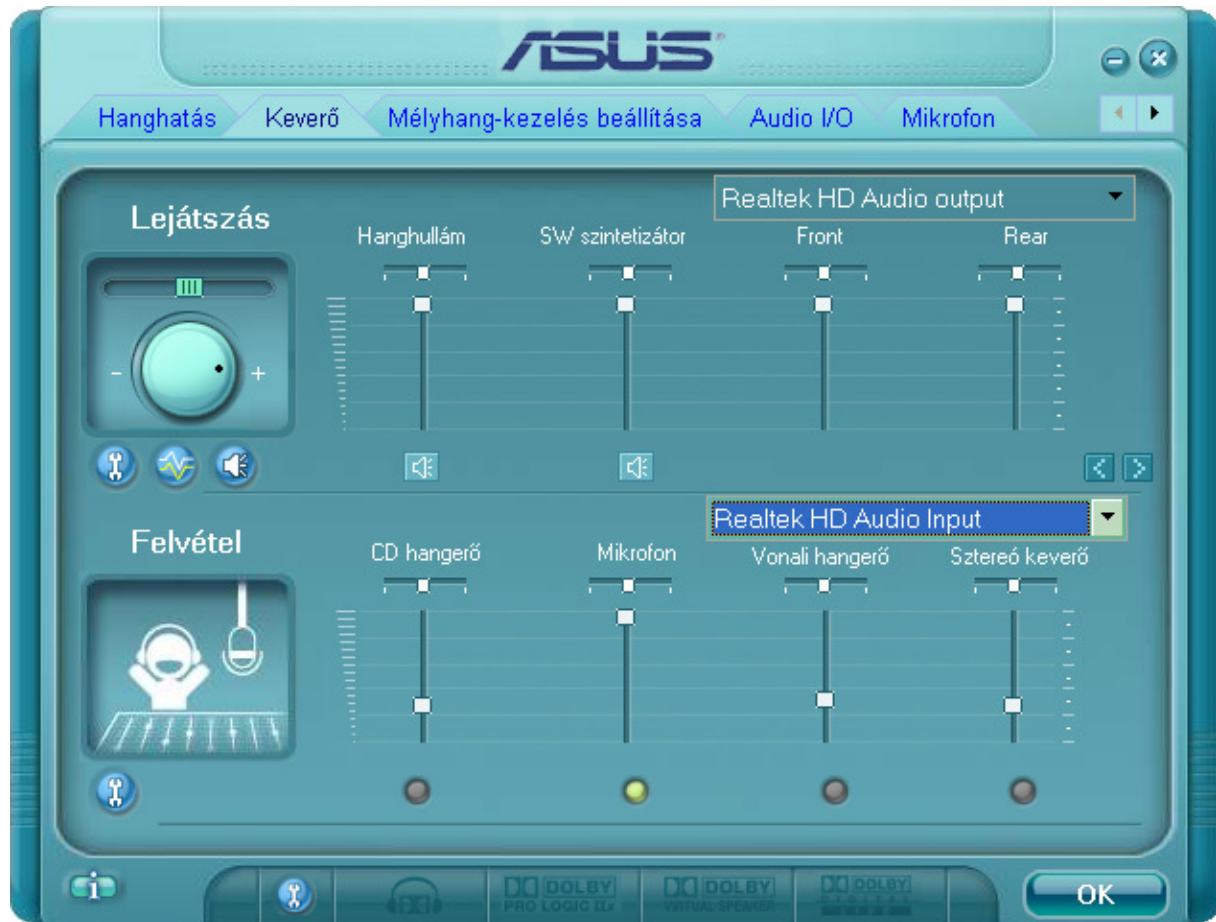 ASUS
Hanghatás Keverő Mélyhang-kezelés beállítása Audio I/O Mikrofon
Realtek HD Audio output
Lejátszás
Hanghullám SW szintetizátor Front Rear
- +
Realtek HD Audio Input
Felvétel
CD hangerő Mikrofon Vonali hangerő Sztereó keverő
i
DOLBY DOLBY DOLBY
PRO LOGIC IIx VIRTUAL SPEAKER DIGITAL
OK